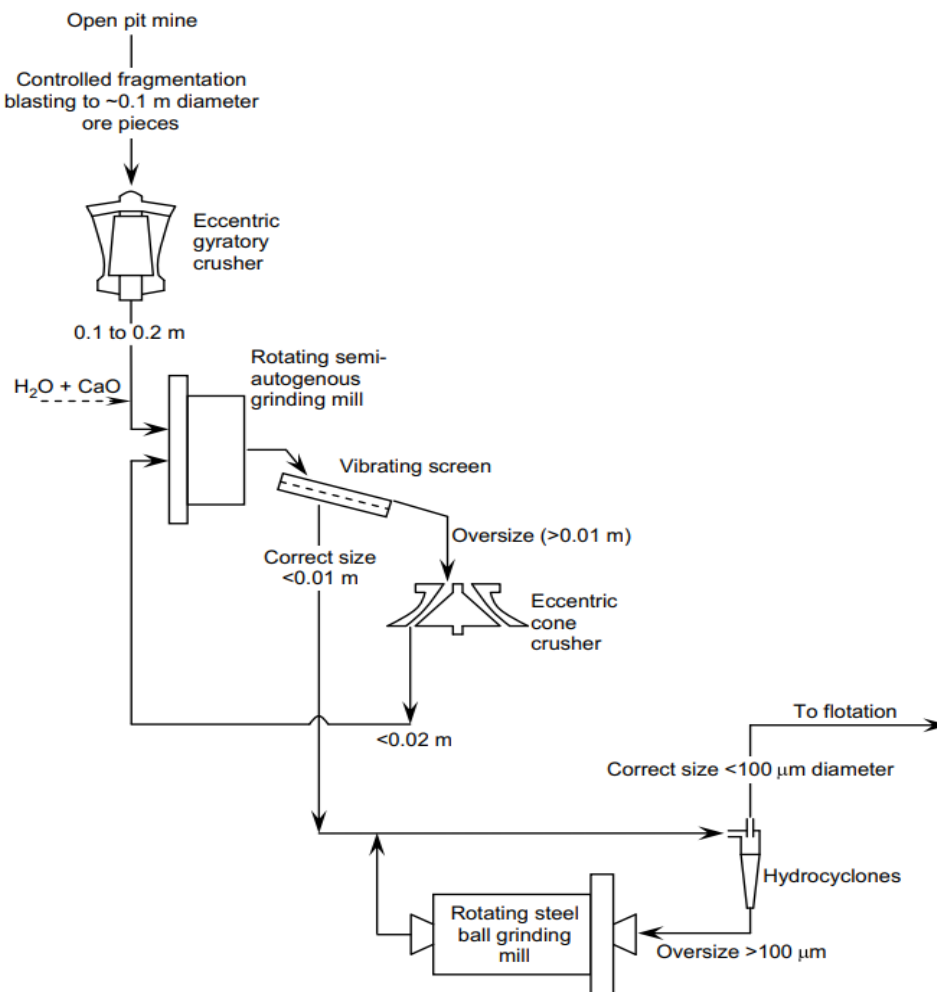 Open pit mine
Controlled fragmentation
blasting to ~0.1 m diameter
ore pieces
Eccentric
gyratory
crusher
0.1 to 0.2 m
Rotating semi-
autogenous
grinding mill
H₂O + CaO
Vibrating screen
Oversize (>0.01 m)
Correct size
<0.01 m
Eccentric
cone
crusher
<0.02 m
To flotation
Correct size <100 μm diameter
Hydrocyclones
Rotating steel
ball grinding
mill
Oversize >100 μm